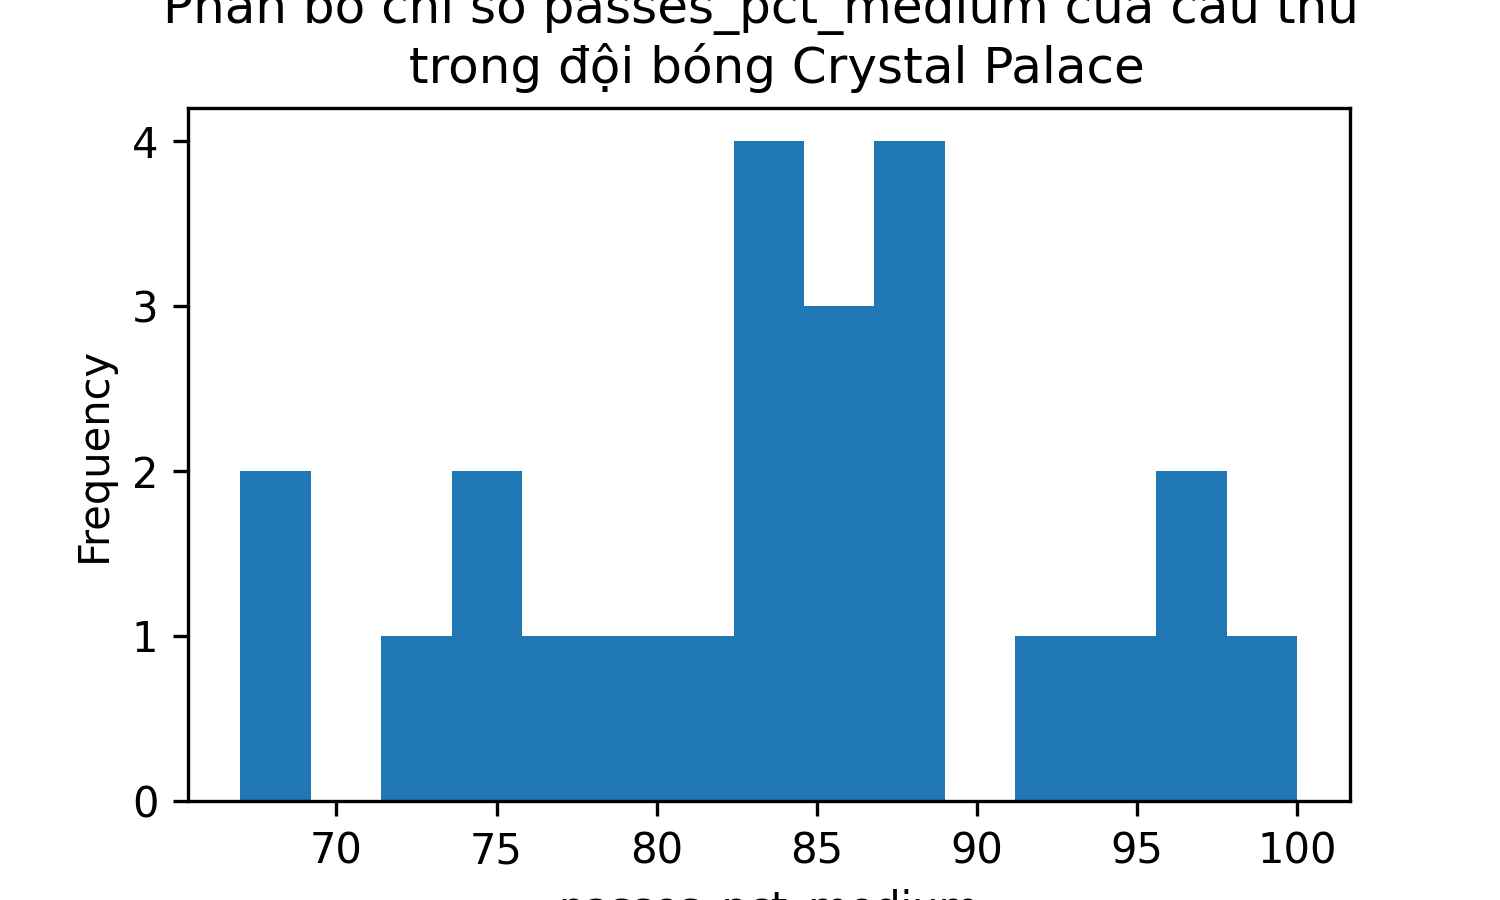 Phân bố chỉ số passes_pct_medium của cầu thủ
trong đội bóng Crystal Palace
4
3
2
1
0
Frequency
70 75 80 85 90 95 100
passes_pct_medium